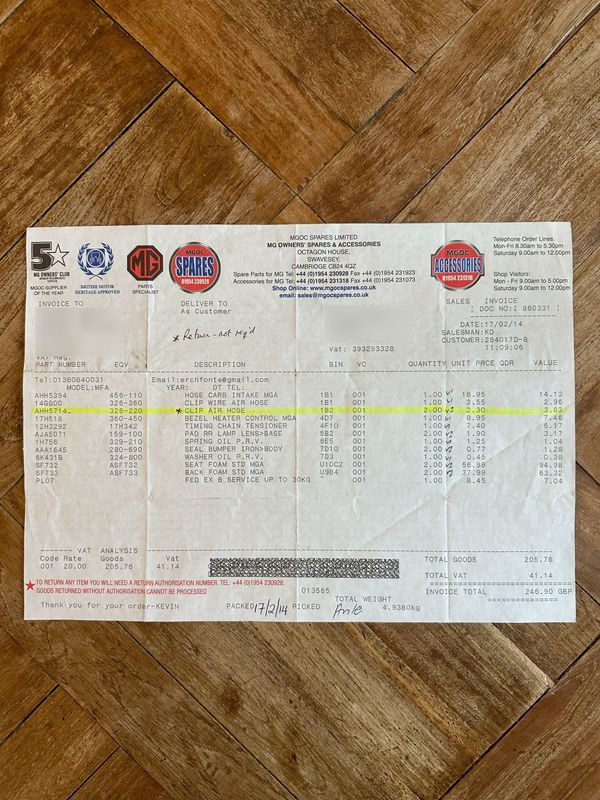 MGOC SPARES LIMITED
MG OWNERS' SPARES & ACCESSORIES
OCTAGON HOUSE,
SWAVESEY,
CAMBRIDGE CB24 4QZ
Spare Parts for MG Tel: +44 (0)1954 230928 Fax +44 (0)1954 231923
Accessories for MG Tel: +44 (0)1954 231318 Fax +44 (0)1954 231073
Shop Online: www.mgocspares.co.uk
email: sales@mgocspares.co.uk
5
MG OWNERS' CLUB
MGOC SUPPLIER
OF THE YEAR
BRITISH MOTOR
HERITAGE APPROVED
MG
PARTS
SPECIALIST
MGOC
SPARES
01954 230928
MGOC
ACCESSORIES
01954 231318
Telephone Order Lines:
Mon-Fri 8.30am to 5.30pm
Saturday 9.00am to 12.00pm
Shop Visitors:
Mon - Fri 9.00am to 5.00pm
Saturday 9.00am to 12.00pm
INVOICE TO
DELIVER TO
As Customer
SALES INVOICE
DOC NO:I 860331
* Return - not req'd
DATE:17/02/14
SALESMAN:KD
CUSTOMER:284017D-8
11:09:06
Vat: 393293328
VAT Reg.
PART NUMBER EQV DESCRIPTION BIN VC QUANTITY UNIT PRICE QDR VALUE
Tel:01380840031 Email:erchfonte@gmail.com
MODEL:MFA YEAR: DT TEL:
AHH5394 456-110 HOSE CARB INTAKE MGA 1B1 001 1.00 16.95 14.13
14G800 326-360 CLIP WIRE AIR HOSE 1B1 001 1.00 3.55 2.96
AHH5714. 326-220 * CLIP AIR HOSE 1B2 001 2.00 2.30 3.83
17H518 360-450 BEZEL HEATER CONTROL MGA 4D7 001 1.00 8.95 7.46
12H3292 17H342 TIMING CHAIN TENSIONER 4F10 001 1.00 7.40 6.17
AJA5D71 159-100 PAD RR LAMP LENS>BASE 5B2 001 2.00 1.90 3.17
1H756 329-210 SPRING OIL P.R.V. 6E5 001 1.00 1.25 1.04
AAA1645 280-690 SEAL BUMPER IRON>BODY 7D10 001 2.00 0.77 1.28
6K431B 324-800 WASHER OIL P.R.V. 7D3 001 1.00 0.45 0.38
SF732 ASF732 SEAT FOAM STD MGA U10C2 001 2.00 56.99 94.98
SF733 ASF733 BACK FOAM STD MGA U9B4 001 2.00 37.99 63.32
PL07 FED EX B SERVICE UP TO 30KG 001 1.00 8.45 7.04
VAT ANALYSIS
Code Rate Goods Vat
001 20.00 205.76 41.14
TOTAL GOODS 205.76
TOTAL VAT 41.14
INVOICE TOTAL 246.90 GBP
TO RETURN ANY ITEM YOU WILL NEED A RETURN AUTHORISATION NUMBER. TEL: +44 (0)1954 230928.
GOODS RETURNED WITHOUT AUTHORISATION CANNOT BE PROCESSED
013565
TOTAL WEIGHT
4.9380kg
Thank you for your order-KEVIN
PACKED 17/2/14 PICKED